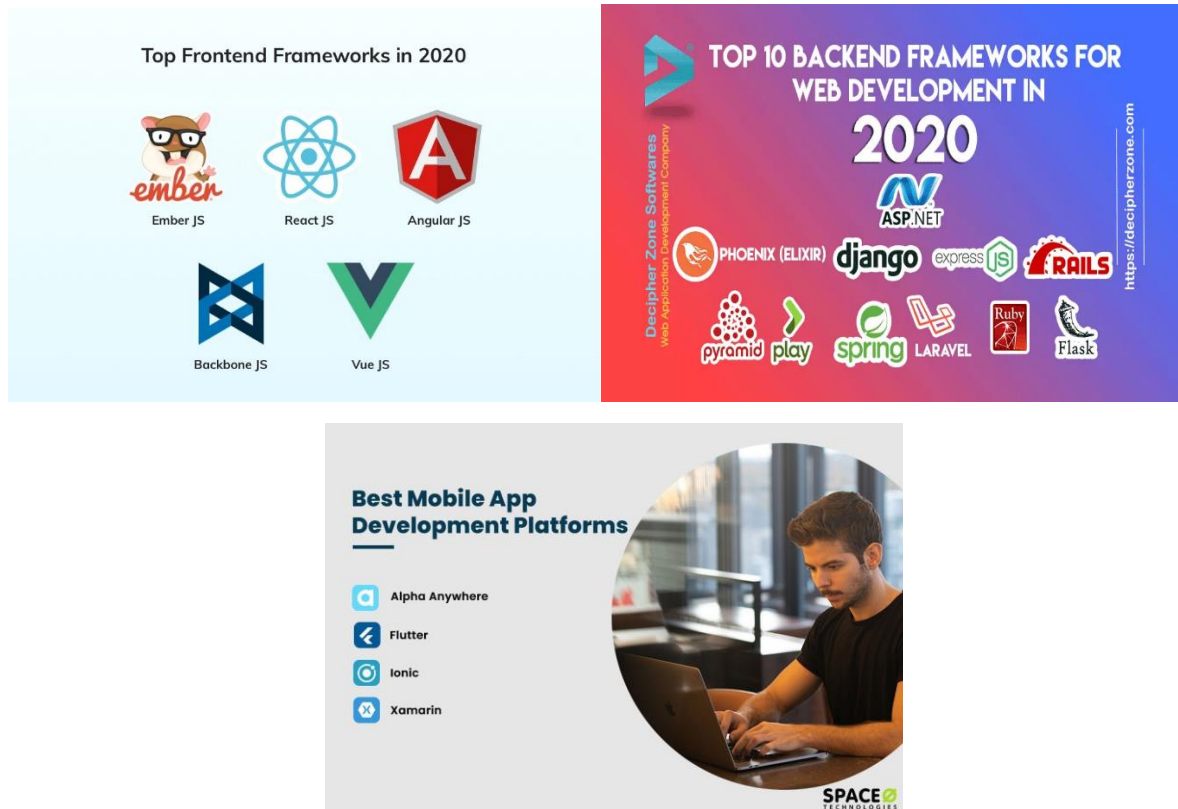 Top Frontend Frameworks in 2020
ember
Ember JS
React JS
A
Angular JS
Backbone JS
Vue JS
TOP 10 BACKEND FRAMEWORKS FOR
WEB DEVELOPMENT IN
2020
Decipher Zone Softwares
Web Application Development Company
https://decipherzone.com
ASP.NET
PHOENIX (ELIXIR)
django
express JS
RAILS
pyramid
play
spring
LARAVEL
Ruby
Flask
Best Mobile App
Development Platforms
Alpha Anywhere
Flutter
Ionic
Xamarin
SPACE
TECHNOLOGIES